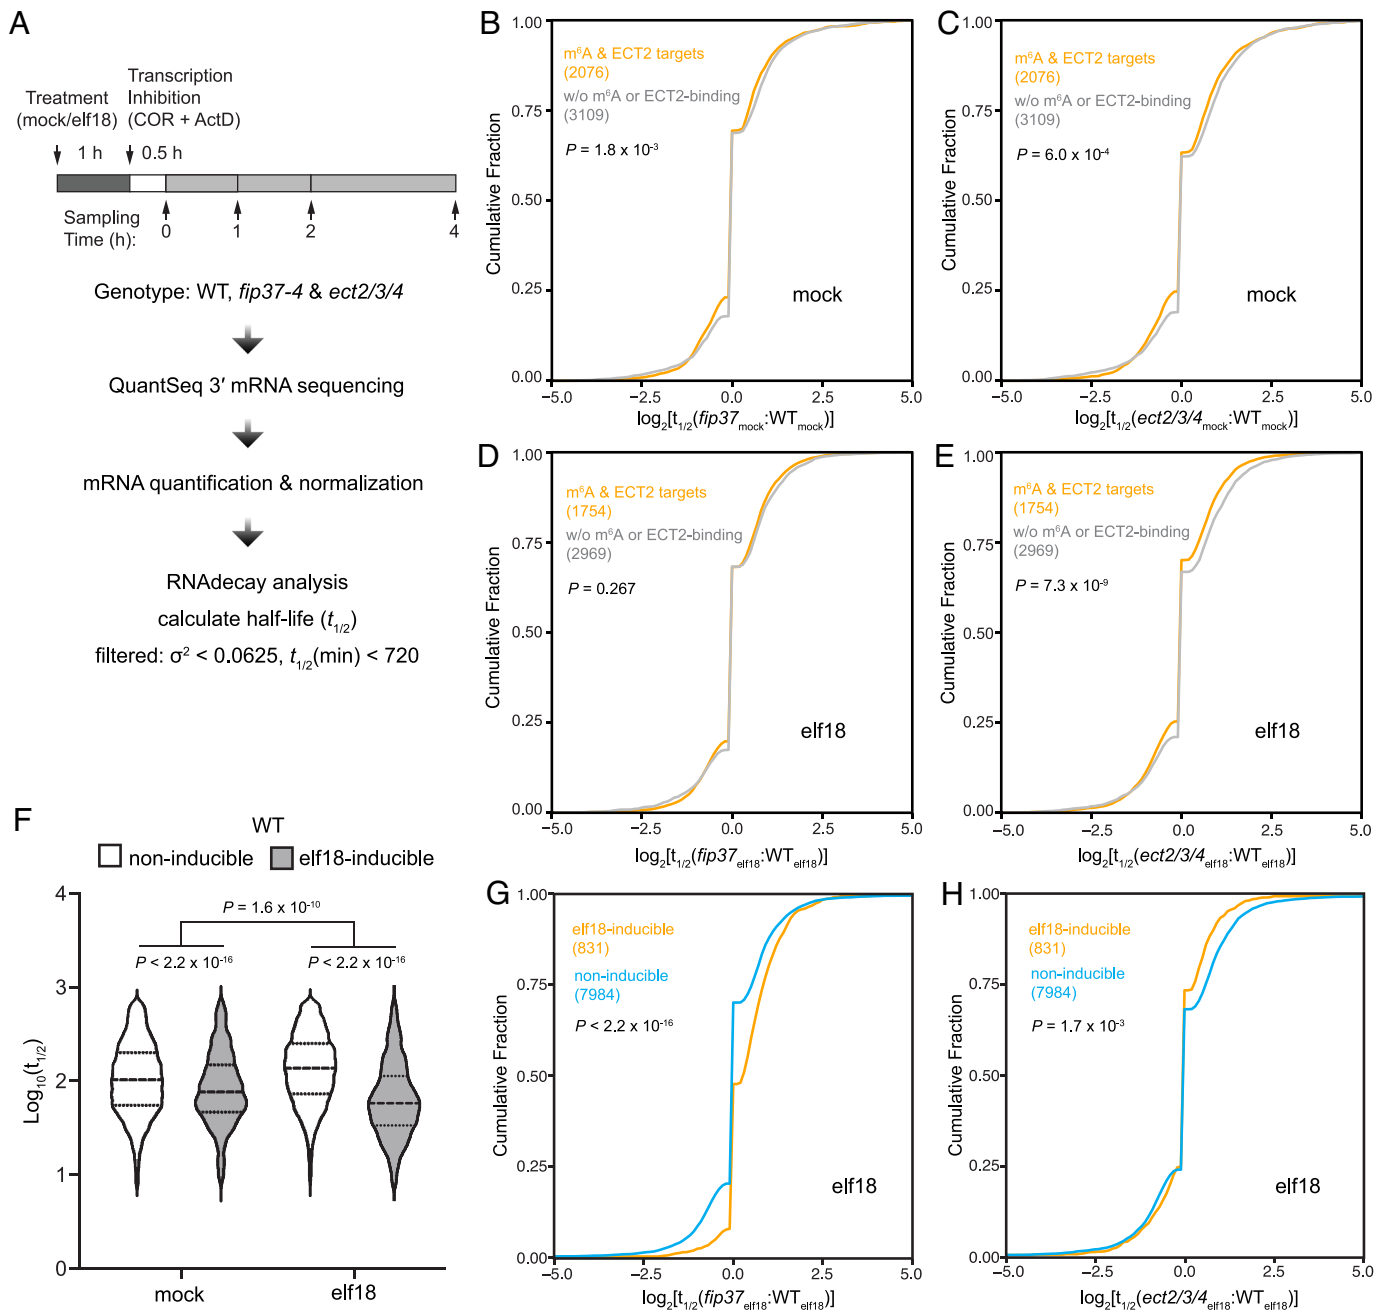 A
Treatment
(mock/elf18)
Transcription
Inhibition
(COR + ActD)
1 h
0.5 h
Sampling
Time (h):
0
1
2
4
Genotype: WT, fip37-4 & ect2/3/4
QuantSeq 3′ mRNA sequencing
mRNA quantification & normalization
RNAdecay analysis
calculate half-life (t1/2)
filtered: σ² < 0.0625, t1/2(min) < 720
B
Cumulative Fraction
1.00
0.75
0.50
0.25
0.00
m⁶A & ECT2 targets
(2076)
w/o m⁶A or ECT2-binding
(3109)
P = 1.8 x 10⁻³
mock
−5.0
−2.5
0.0
2.5
5.0
log₂[t1/2(fip37mock:WTmock)]
C
Cumulative Fraction
1.00
0.75
0.50
0.25
0.00
m⁶A & ECT2 targets
(2076)
w/o m⁶A or ECT2-binding
(3109)
P = 6.0 x 10⁻⁴
mock
−5.0
−2.5
0.0
2.5
5.0
log₂[t1/2(ect2/3/4mock:WTmock)]
D
Cumulative Fraction
1.00
0.75
0.50
0.25
0.00
m⁶A & ECT2 targets
(1754)
w/o m⁶A or ECT2-binding
(2969)
P = 0.267
elf18
−5.0
−2.5
0.0
2.5
5.0
log₂[t1/2(fip37elf18:WTelf18)]
E
Cumulative Fraction
1.00
0.75
0.50
0.25
0.00
m⁶A & ECT2 targets
(1754)
w/o m⁶A or ECT2-binding
(2969)
P = 7.3 x 10⁻⁹
elf18
−5.0
−2.5
0.0
2.5
5.0
log₂[t1/2(ect2/3/4elf18:WTelf18)]
F
WT
non-inducible
elf18-inducible
Log₁₀(t1/2)
4
3
2
1
0
P = 1.6 x 10⁻¹⁰
P < 2.2 x 10⁻¹⁶
P < 2.2 x 10⁻¹⁶
mock
elf18
G
Cumulative Fraction
1.00
0.75
0.50
0.25
0.00
elf18-inducible
(831)
non-inducible
(7984)
P < 2.2 x 10⁻¹⁶
elf18
−5.0
−2.5
0.0
2.5
5.0
log₂[t1/2(fip37elf18:WTelf18)]
H
Cumulative Fraction
1.00
0.75
0.50
0.25
0.00
elf18-inducible
(831)
non-inducible
(7984)
P = 1.7 x 10⁻³
elf18
−5.0
−2.5
0.0
2.5
5.0
log₂[t1/2(ect2/3/4elf18:WTelf18)]